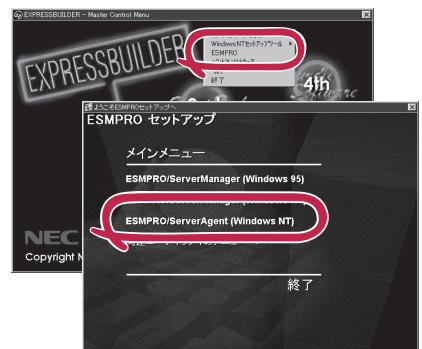 EXPRESSBUILDER - Master Control Menu
EXPRESSBUILDER
WindowsNTセットアップツール
ESMPRO
終了
4th
NEC
Copyright N
ようこそESMPROセットアップへ
ESMPRO セットアップ
メインメニュー
ESMPRO/ServerManager (Windows 95)
ESMPRO/ServerAgent (Windows NT)
終了